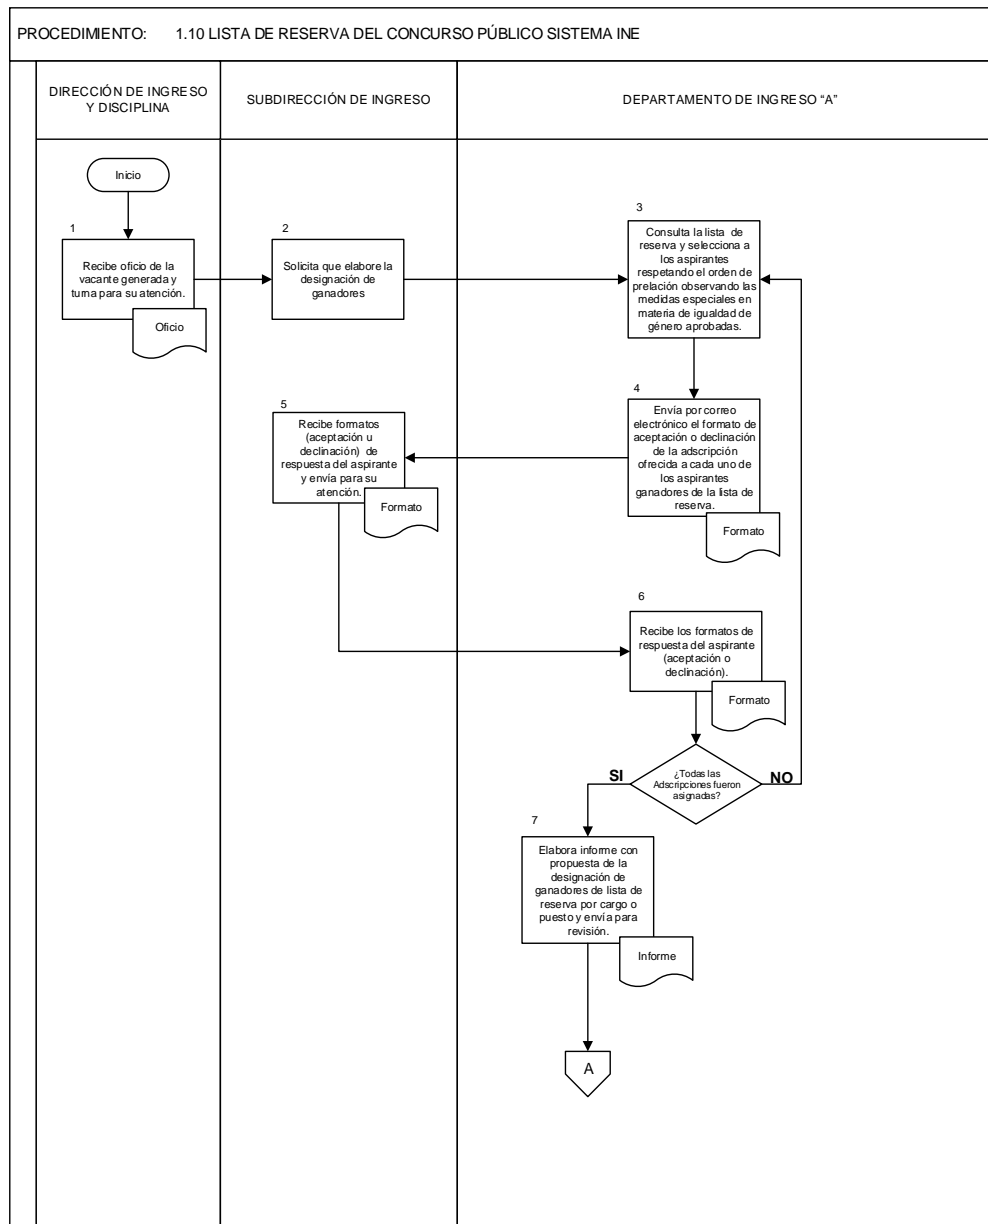 PROCEDIMIENTO: 1.10 LISTA DE RESERVA DEL CONCURSO PÚBLICO SISTEMA INE
DIRECCIÓN DE INGRESO
Y DISCIPLINA
SUBDIRECCIÓN DE INGRESO
DEPARTAMENTO DE INGRESO “A”
Inicio
1
Recibe oficio de la
vacante generada y
turna para su atención.
Oficio
2
Solicita que elabore la
designación de
ganadores
3
Consulta la lista de
reserva y selecciona a
los aspirantes
respetando el orden de
prelación observando las
medidas especiales en
materia de igualdad de
género aprobadas.
4
Envía por correo
electrónico el formato de
aceptación o declinación
de la adscripción
ofrecida a cada uno de
los aspirantes
ganadores de la lista de
reserva.
Formato
5
Recibe formatos
(aceptación u
declinación) de
respuesta del aspirante
y envía para su
atención.
Formato
6
Recibe los formatos de
respuesta del aspirante
(aceptación o
declinación).
Formato
¿Todas las
Adscripciones fueron
asignadas?
SI
NO
7
Elabora informe con
propuesta de la
designación de
ganadores de lista de
reserva por cargo o
puesto y envía para
revisión.
Informe
A